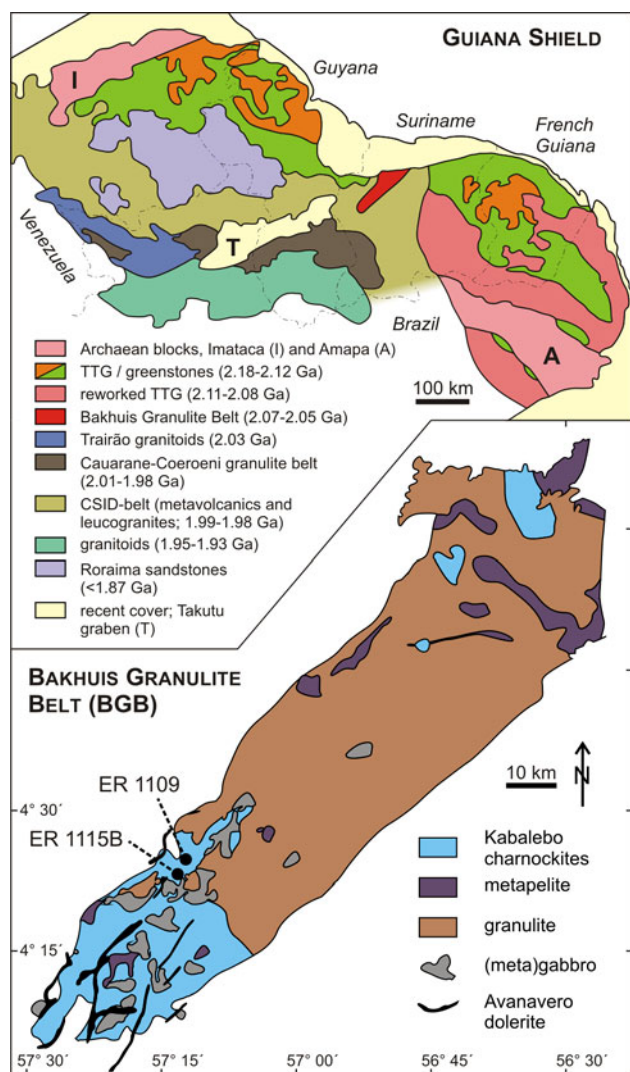 GUIANA SHIELD
I
Guyana
Suriname
French
Guiana
Venezuela
T
Brazil
A
Archaean blocks, Imataca (I) and Amapa (A)
TTG / greenstones (2.18-2.12 Ga)
reworked TTG (2.11-2.08 Ga)
Bakhuis Granulite Belt (2.07-2.05 Ga)
Trairão granitoids (2.03 Ga)
Cauarane-Coeroeni granulite belt
(2.01-1.98 Ga)
CSID-belt (metavolcanics and
leucogranites; 1.99-1.98 Ga)
granitoids (1.95-1.93 Ga)
Roraima sandstones
(<1.87 Ga)
recent cover; Takutu
graben (T)
100 km
BAKHUIS GRANULITE
BELT (BGB)
ER 1109
ER 1115B
10 km
N
Kabalebo
charnockites
metapelite
granulite
(meta)gabbro
Avanavero
dolerite
4° 30´
4° 15´
57° 30´ 57° 15´ 57° 00´ 56° 45´ 56° 30´